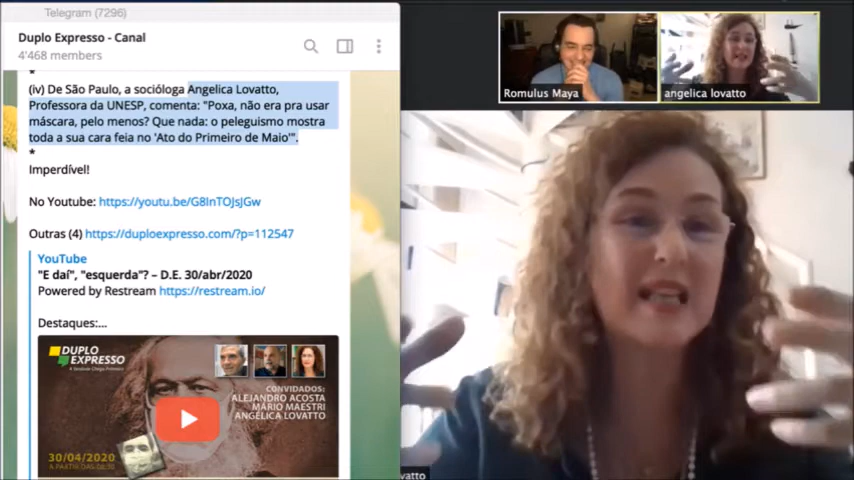 Telegram (7296)
Duplo Expresso - Canal
4'468 members
*
(iv) De São Paulo, a socióloga Angelica Lovatto,
Professora da UNESP, comenta: "Poxa, não era pra usar
máscara, pelo menos? Que nada: o peleguismo mostra
toda a sua cara feia no 'Ato do Primeiro de Maio'".
*
Imperdível!
No Youtube: https://youtu.be/G8InTOJsJGw
Outras (4) https://duploexpresso.com/?p=112547
YouTube
"E daí", "esquerda"? – D.E. 30/abr/2020
Powered by Restream https://restream.io/
Destaques:...
DUPLO
EXPRESSO
CONVIDADOS:
ALEJANDRO ACOSTA
MÁRIO MAESTRI
ANGELICA LOVATTO
30/04/2020
Romulus Maya
angelica lovatto
vatto